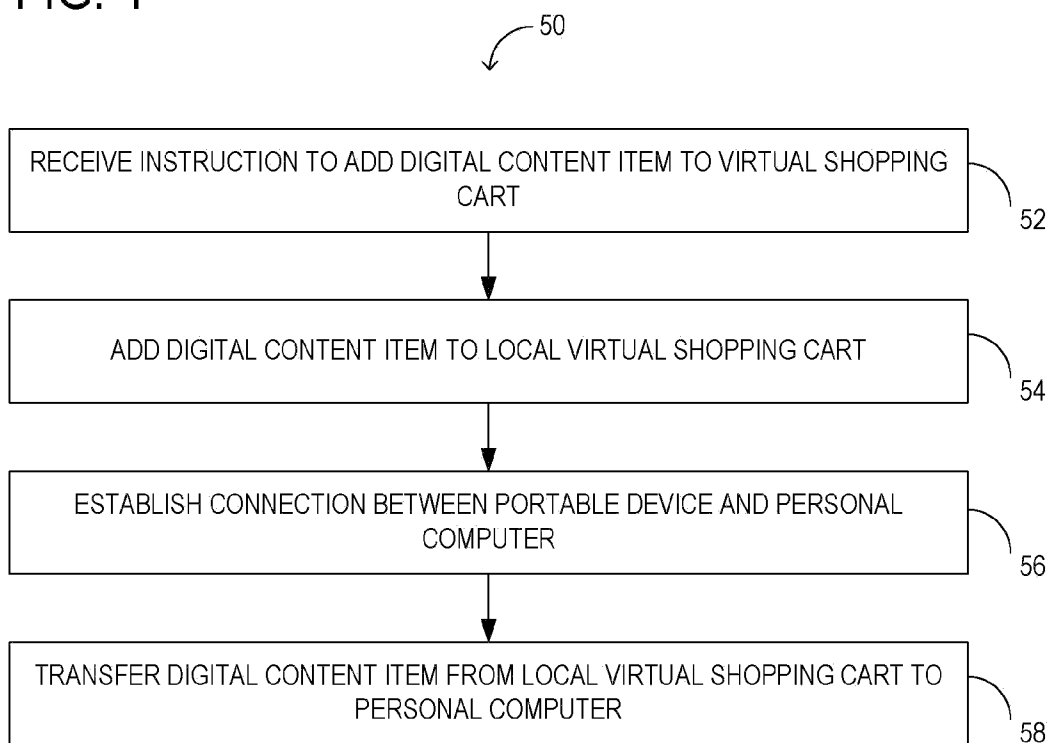 50
RECEIVE INSTRUCTION TO ADD DIGITAL CONTENT ITEM TO VIRTUAL SHOPPING
CART
52
ADD DIGITAL CONTENT ITEM TO LOCAL VIRTUAL SHOPPING CART
54
ESTABLISH CONNECTION BETWEEN PORTABLE DEVICE AND PERSONAL
COMPUTER
56
TRANSFER DIGITAL CONTENT ITEM FROM LOCAL VIRTUAL SHOPPING CART TO
PERSONAL COMPUTER
58